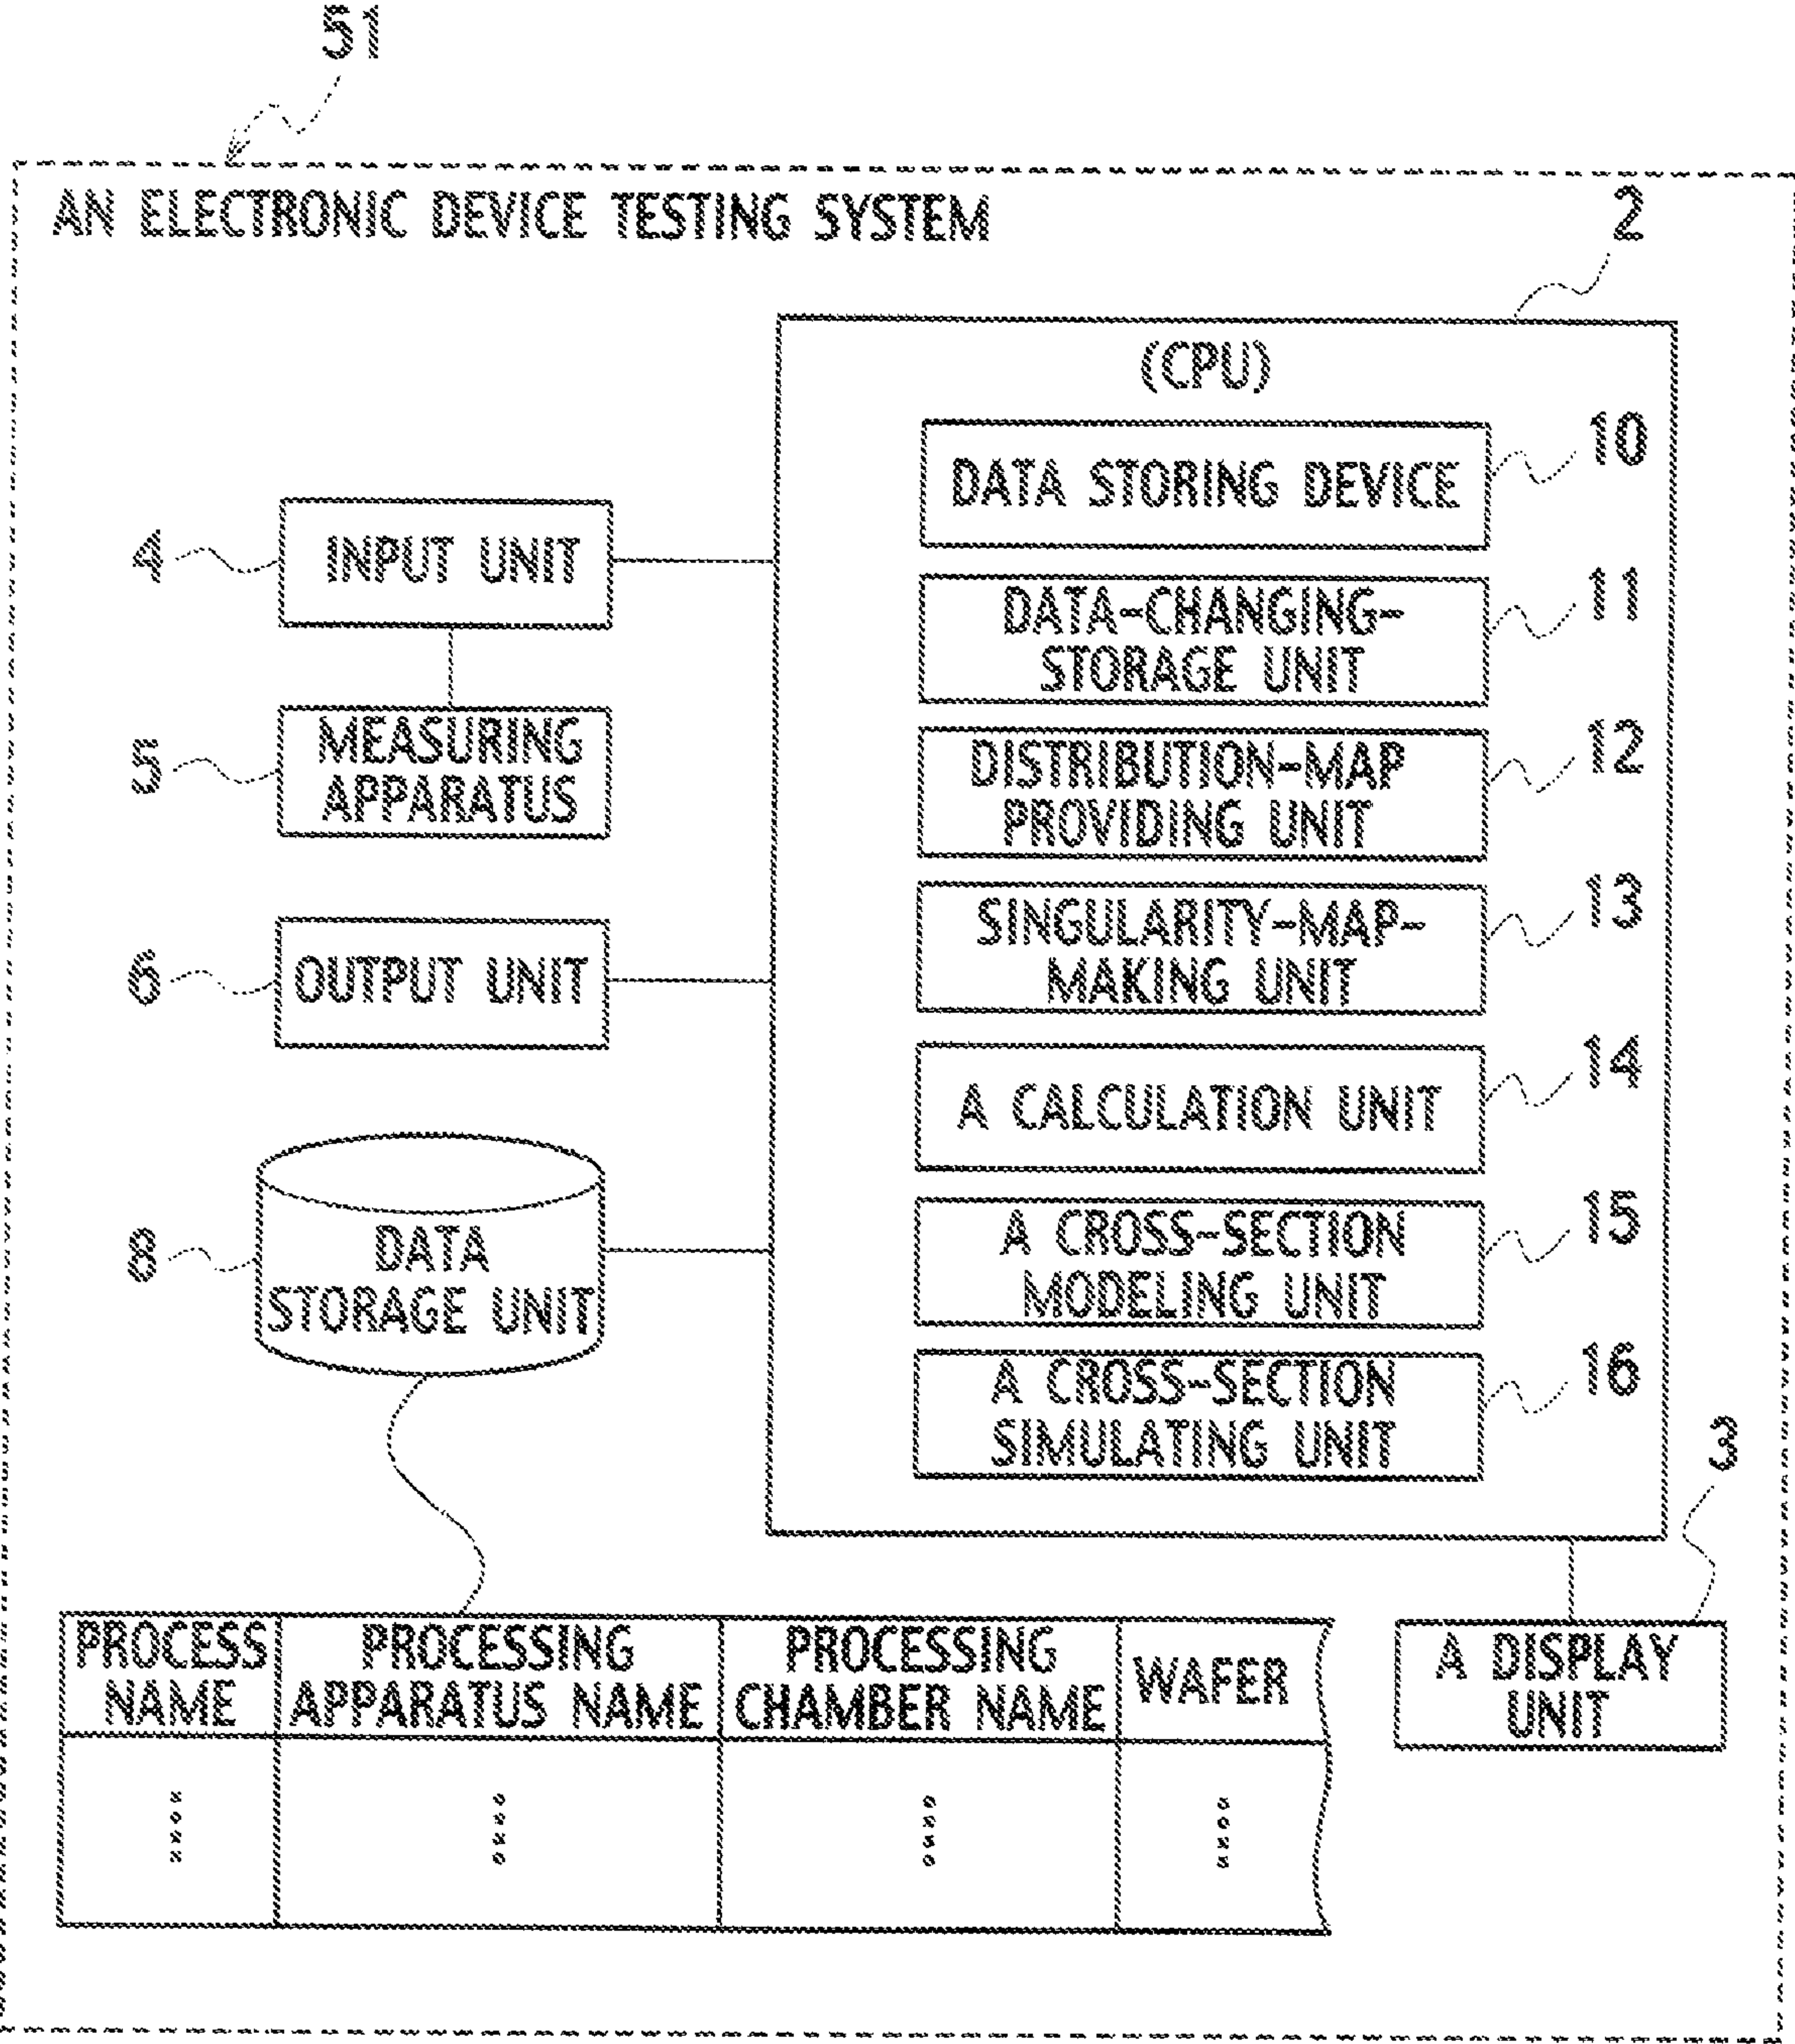 51
AN ELECTRONIC DEVICE TESTING SYSTEM
2
(CPU)
DATA STORING DEVICE
10
DATA-CHANGING-
STORAGE UNIT
11
DISTRIBUTION-MAP
PROVIDING UNIT
12
SINGULARITY-MAP-
MAKING UNIT
13
A CALCULATION UNIT
14
A CROSS-SECTION
MODELING UNIT
15
A CROSS-SECTION
SIMULATING UNIT
16
4
INPUT UNIT
5
MEASURING
APPARATUS
6
OUTPUT UNIT
8
DATA
STORAGE UNIT
3
A DISPLAY
UNIT
PROCESS
NAME
PROCESSING
APPARATUS NAME
PROCESSING
CHAMBER NAME
WAFER